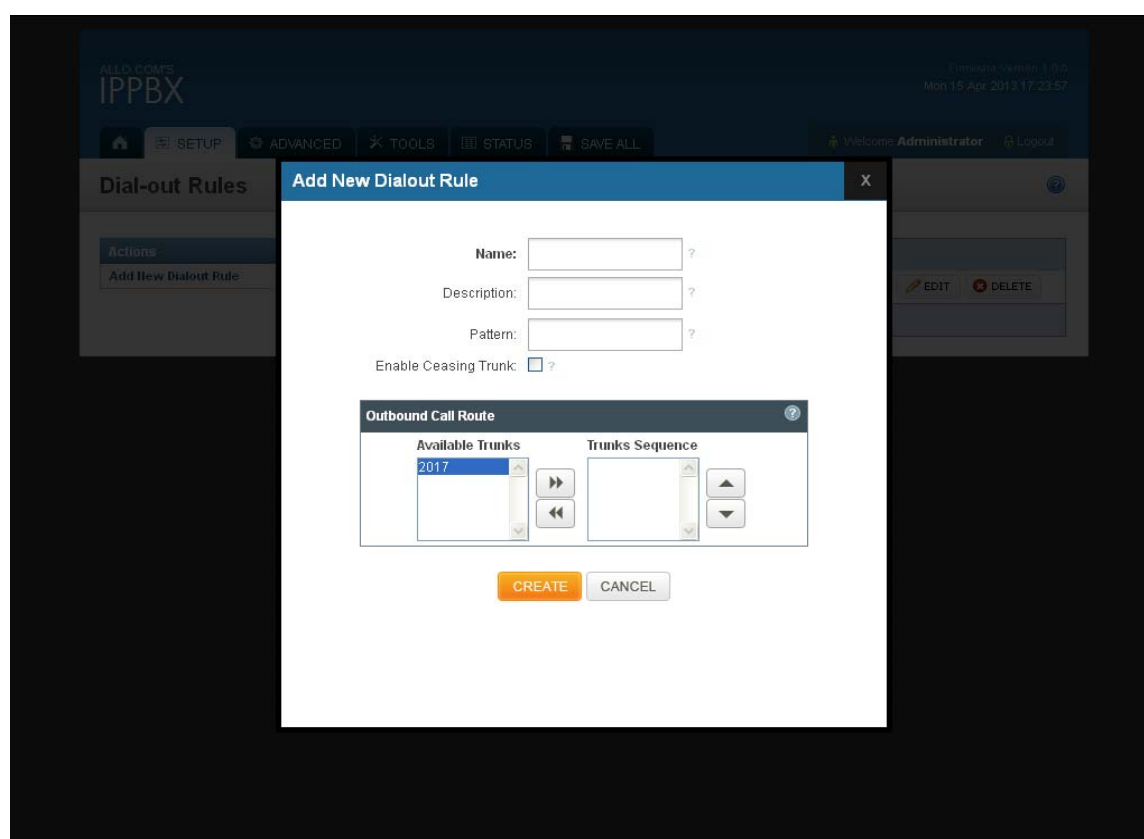 ALLO.COM'S
IPPBX
Firmware Version 1.0.0
Mon 15 Apr 2013 17:23:57
SETUP
ADVANCED
TOOLS
STATUS
SAVE ALL
Welcome Administrator
Logout
Dial-out Rules
Add New Dialout Rule
X
Actions
Add New Dialout Rule
EDIT
DELETE
Name:
?
Description:
?
Pattern:
?
Enable Ceasing Trunk:
?
Outbound Call Route
?
Available Trunks
Trunks Sequence
2017
CREATE
CANCEL